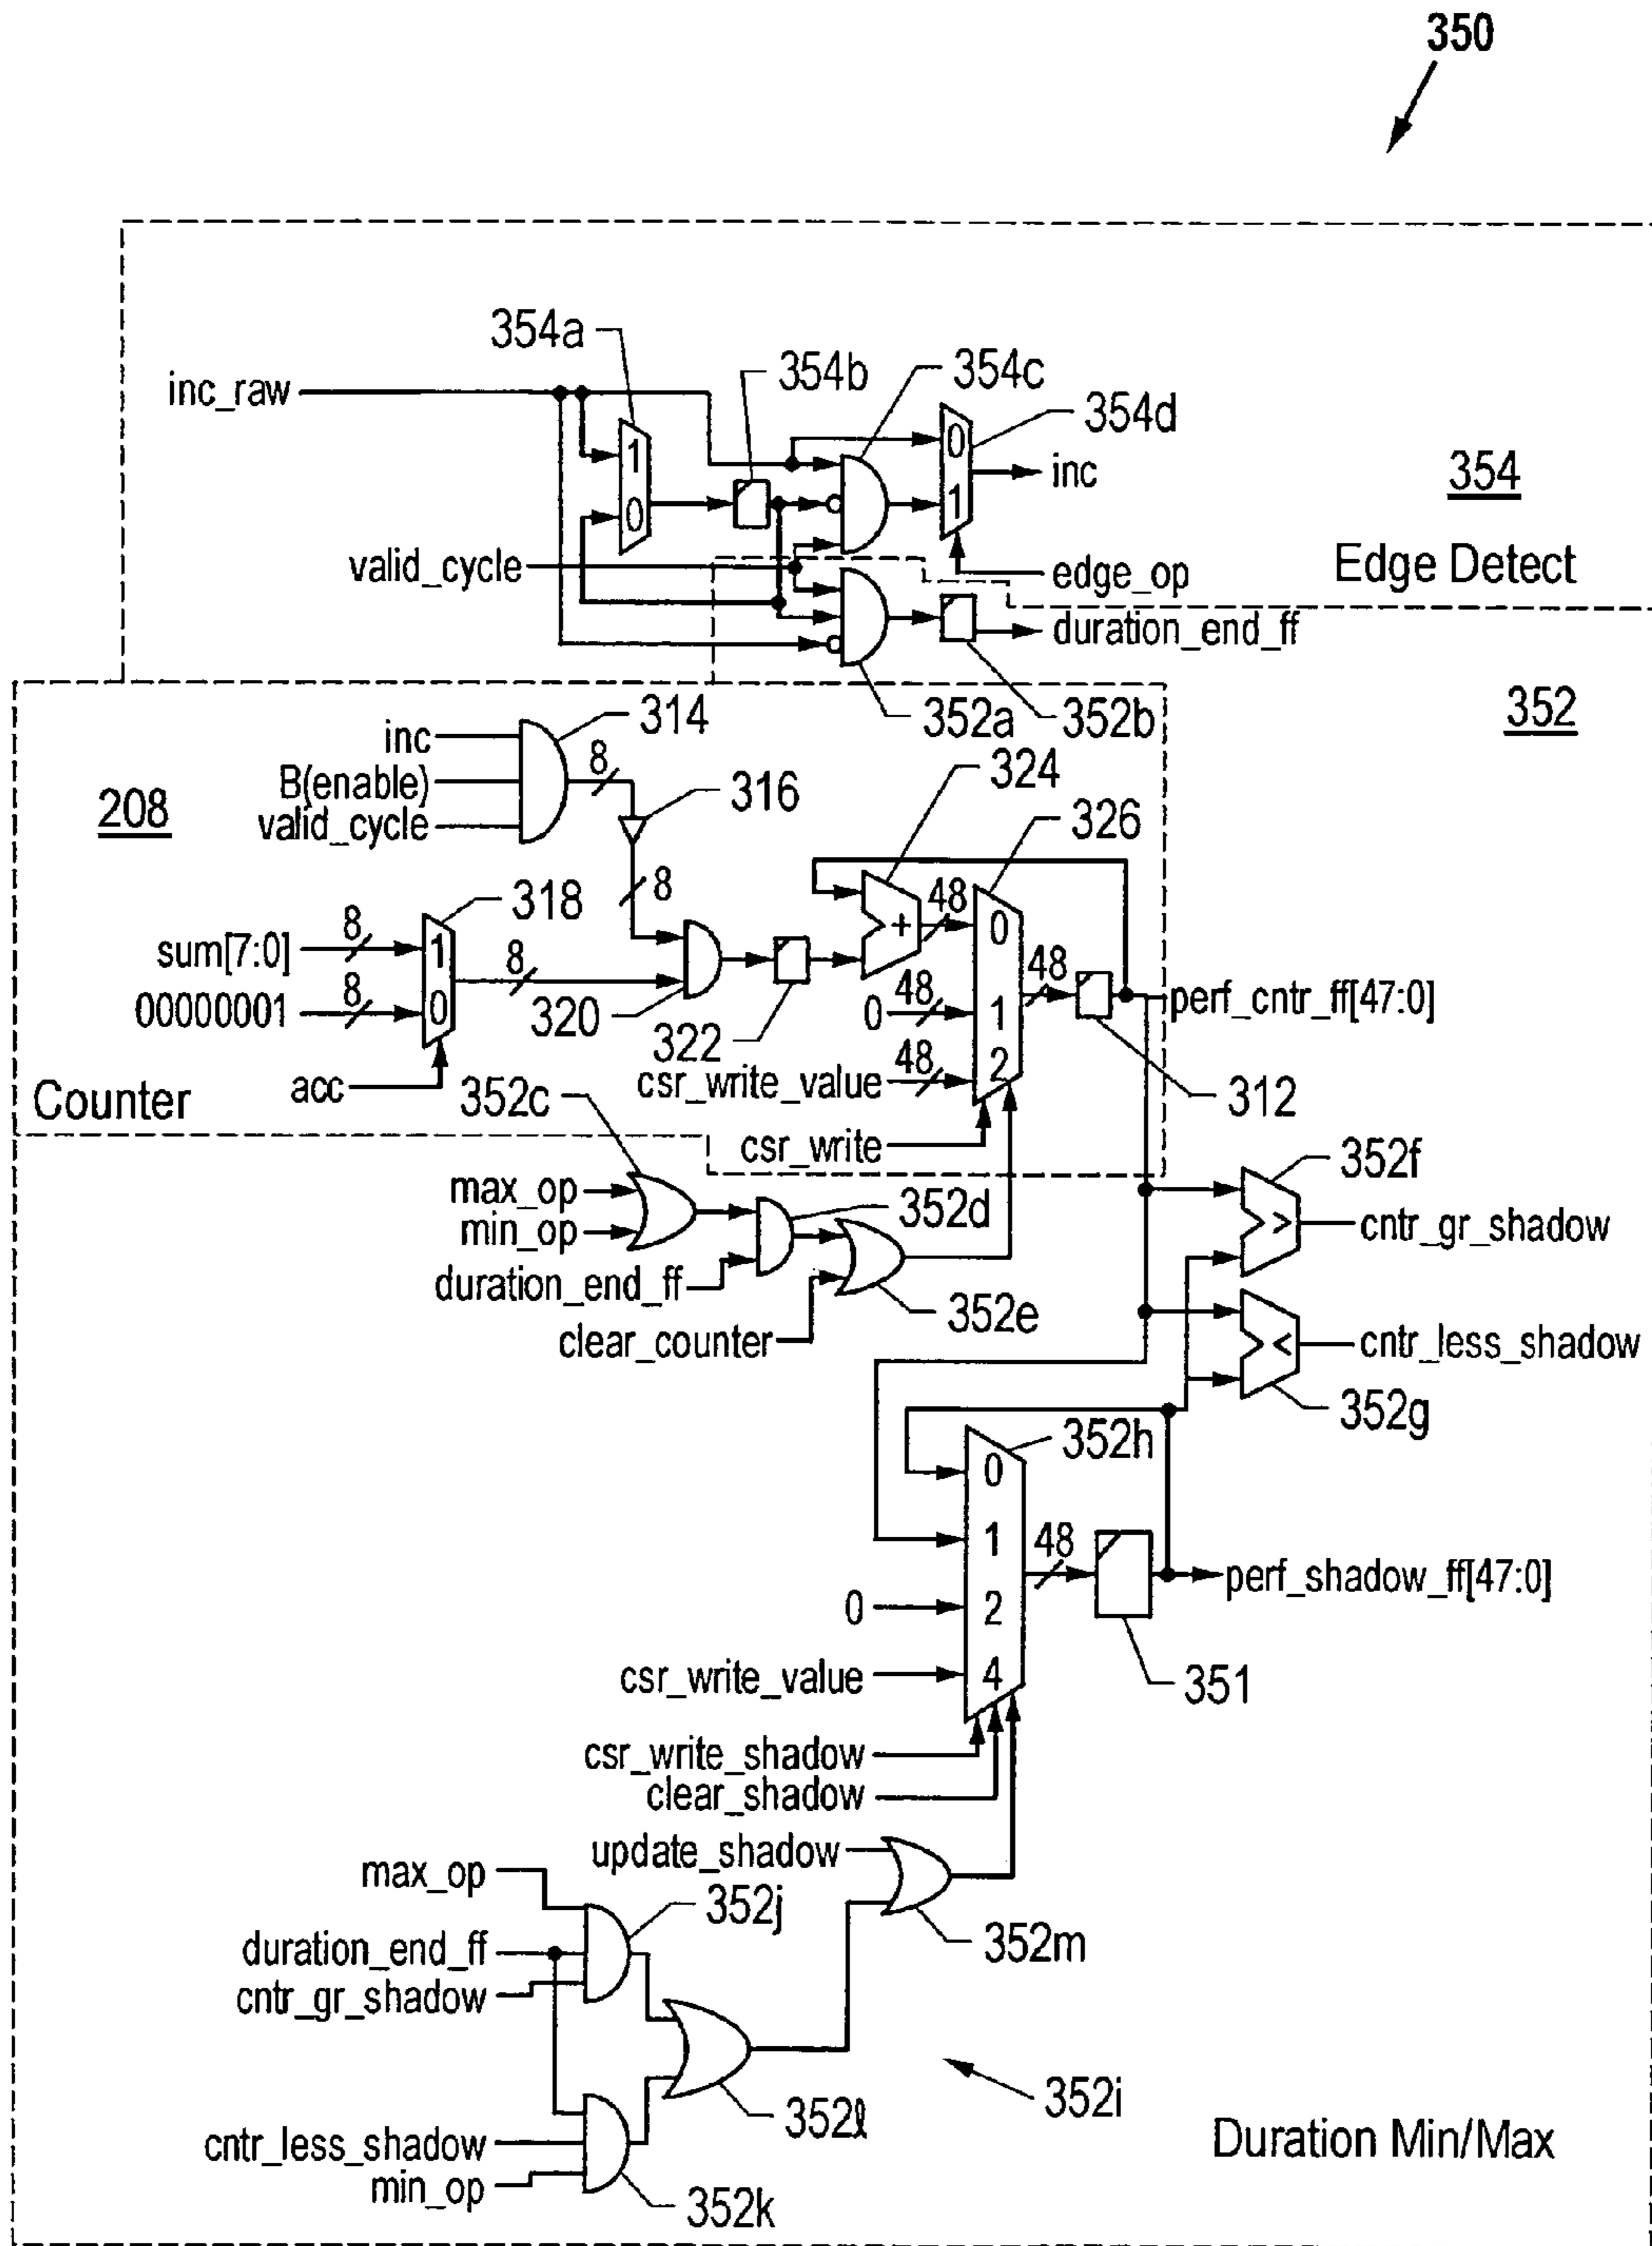 350
354a
354b
354c
354d
inc_raw
1
0
0
1
inc
354
valid_cycle
edge_op
Edge Detect
duration_end_ff
352a
352b
352
inc
B(enable)
valid_cycle
314
8
316
208
8
324
326
318
sum[7:0]
8
1
00000001
8
0
8
320
322
+
48
0
0
48
1
csr_write_value
48
2
48
perf_cntr_ff[47:0]
312
acc
Counter
352c
csr_write
max_op
min_op
352d
duration_end_ff
352e
clear_counter
352f
>
cntr_gr_shadow
<
cntr_less_shadow
352g
352h
0
1
48
0
2
perf_shadow_ff[47:0]
csr_write_value
4
351
csr_write_shadow
clear_shadow
update_shadow
max_op
352j
duration_end_ff
352m
cntr_gr_shadow
352i
352l
cntr_less_shadow
min_op
352k
Duration Min/Max